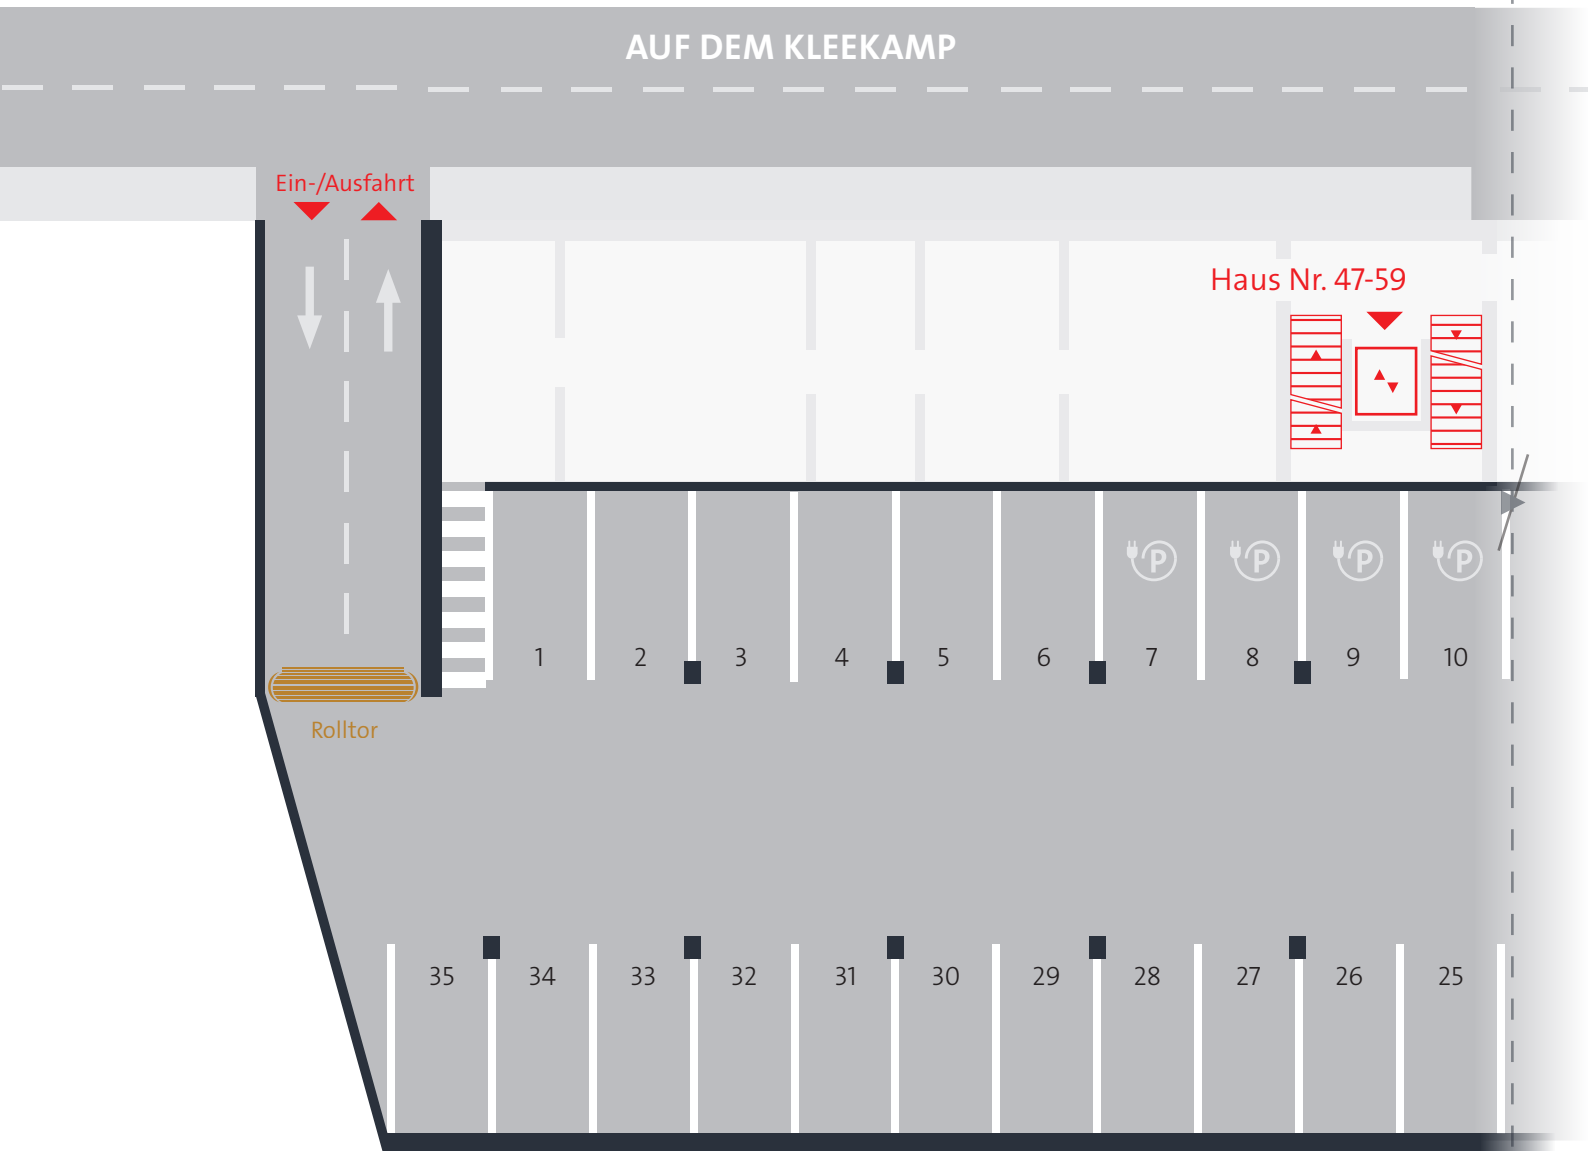 AUF DEM KLEEKAMP
Ein-/Ausfahrt
Haus Nr. 47-59
P P P P
1 2 3 4 5 6 7 8 9 10
Rolltor
35 34 33 32 31 30 29 28 27 26 25